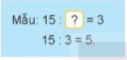 Mẫu: 15 : ? = 3
15 : 3 = 5.